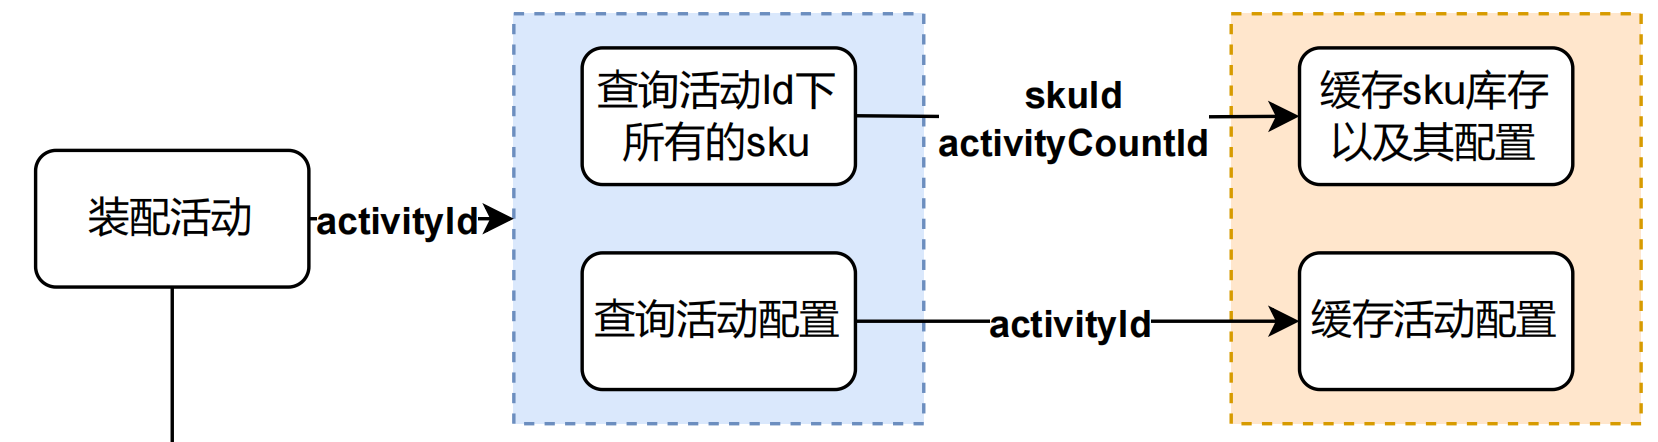 装配活动
activityId
查询活动Id下
所有的sku
skuId
activityCountId
缓存sku库存
以及其配置
查询活动配置
activityId
缓存活动配置